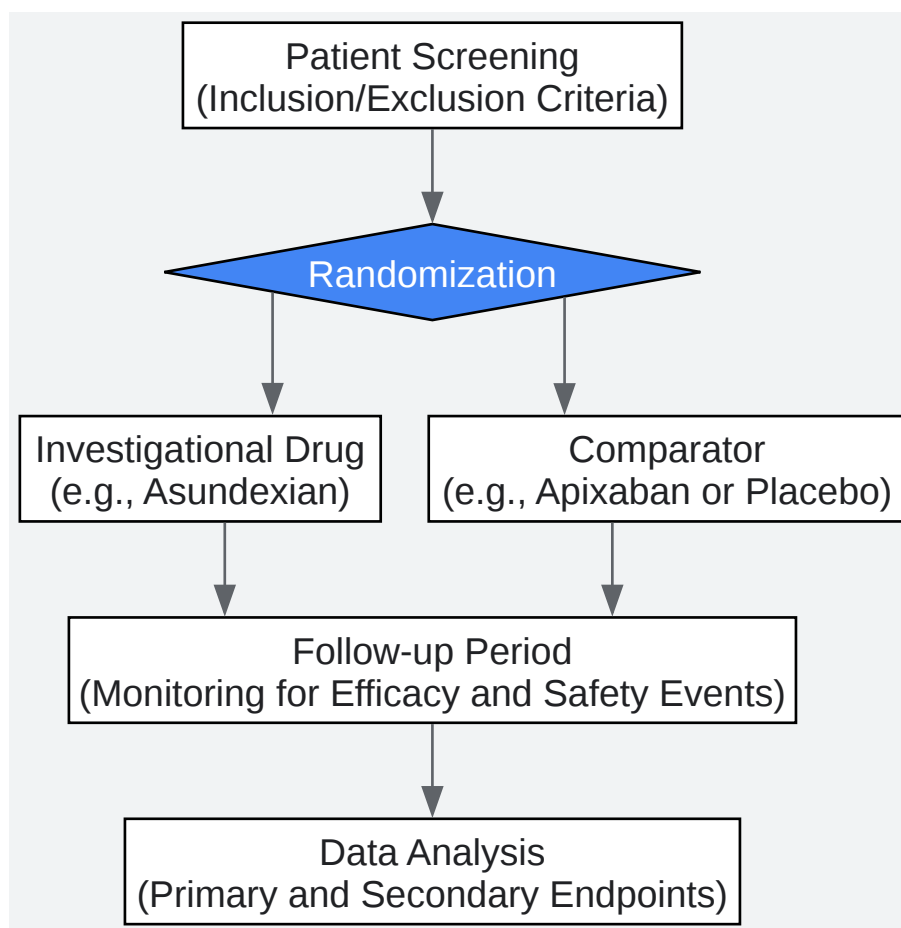 Patient Screening
(Inclusion/Exclusion Criteria)
Randomization
Investigational Drug
(e.g., Asundexian)
Comparator
(e.g., Apixaban or Placebo)
Follow-up Period
(Monitoring for Efficacy and Safety Events)
Data Analysis
(Primary and Secondary Endpoints)